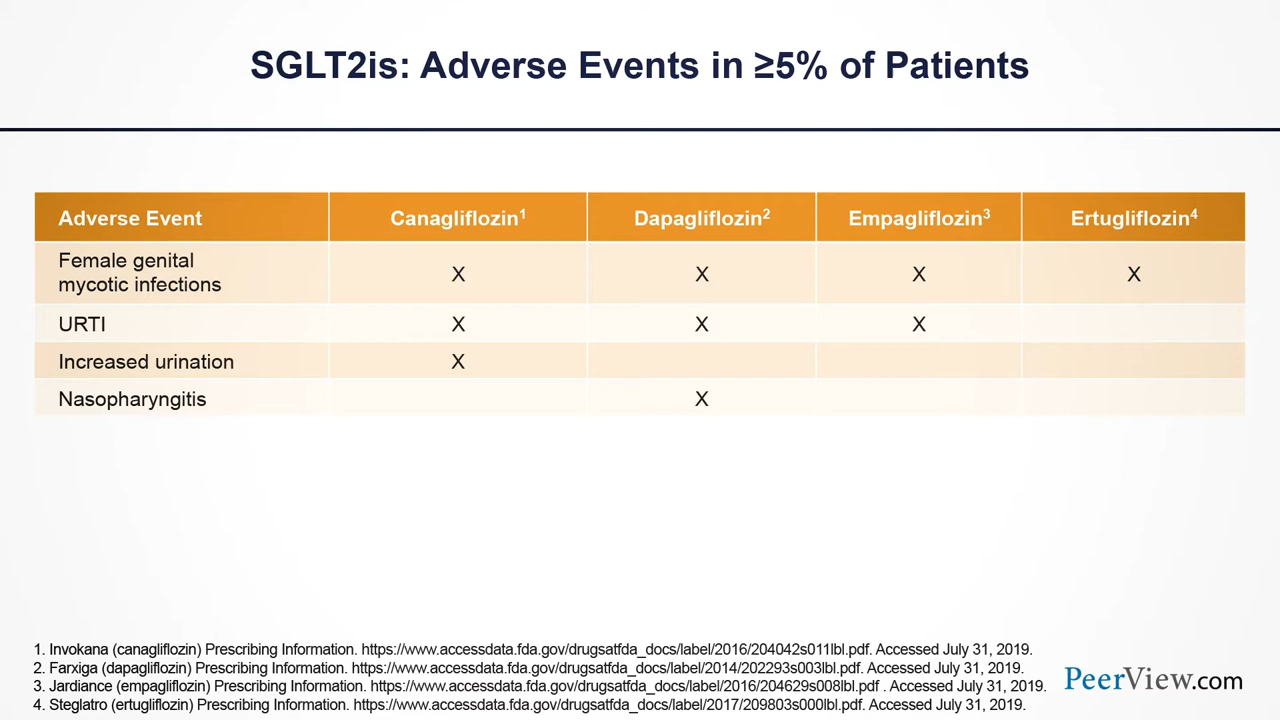 SGLT2is: Adverse Events in ≥5% of Patients
Adverse Event Canagliflozin1 Dapagliflozin2 Empagliflozin3 Ertugliflozin4
Female genital
mycotic infections X X X X
URTI X X X
Increased urination X
Nasopharyngitis X
1. Invokana (canagliflozin) Prescribing Information. https://www.accessdata.fda.gov/drugsatfda_docs/label/2016/204042s011lbl.pdf. Accessed July 31, 2019.
2. Farxiga (dapagliflozin) Prescribing Information. https://www.accessdata.fda.gov/drugsatfda_docs/label/2014/202293s003lbl.pdf. Accessed July 31, 2019.
3. Jardiance (empagliflozin) Prescribing Information. https://www.accessdata.fda.gov/drugsatfda_docs/label/2016/204629s008lbl.pdf . Accessed July 31, 2019.
4. Steglatro (ertugliflozin) Prescribing Information. https://www.accessdata.fda.gov/drugsatfda_docs/label/2017/209803s000lbl.pdf. Accessed July 31, 2019.
PeerView.com